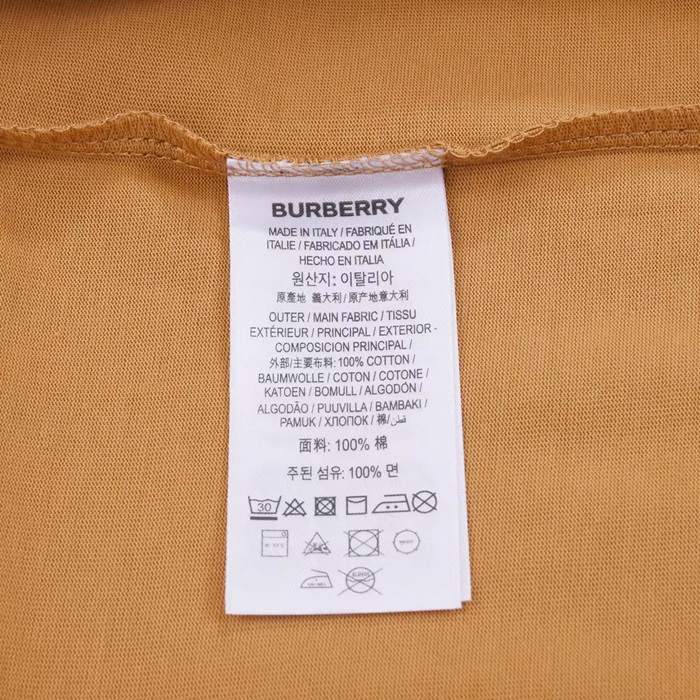 BURBERRY
MADE IN ITALY / FABRIQUÉ EN
ITALIE / FABRICADO EM ITÁLIA /
HECHO EN ITALIA
원산지: 이탈리아
原產地 義大利 / 原产地意大利
OUTER / MAIN FABRIC / TISSU
EXTÉRIEUR / PRINCIPAL / EXTERIOR -
COMPOSICION PRINCIPAL /
外部/主要布料: 100% COTTON /
BAUMWOLLE / COTON / COTONE /
KATOEN / BOMULL / ALGODÓN /
ALGODÃO / PUUVILLA / BAMBAKI /
PAMUK / ХЛОПОК / 棉/ قطن/
面料: 100% 棉
주된 섬유: 100% 면
30